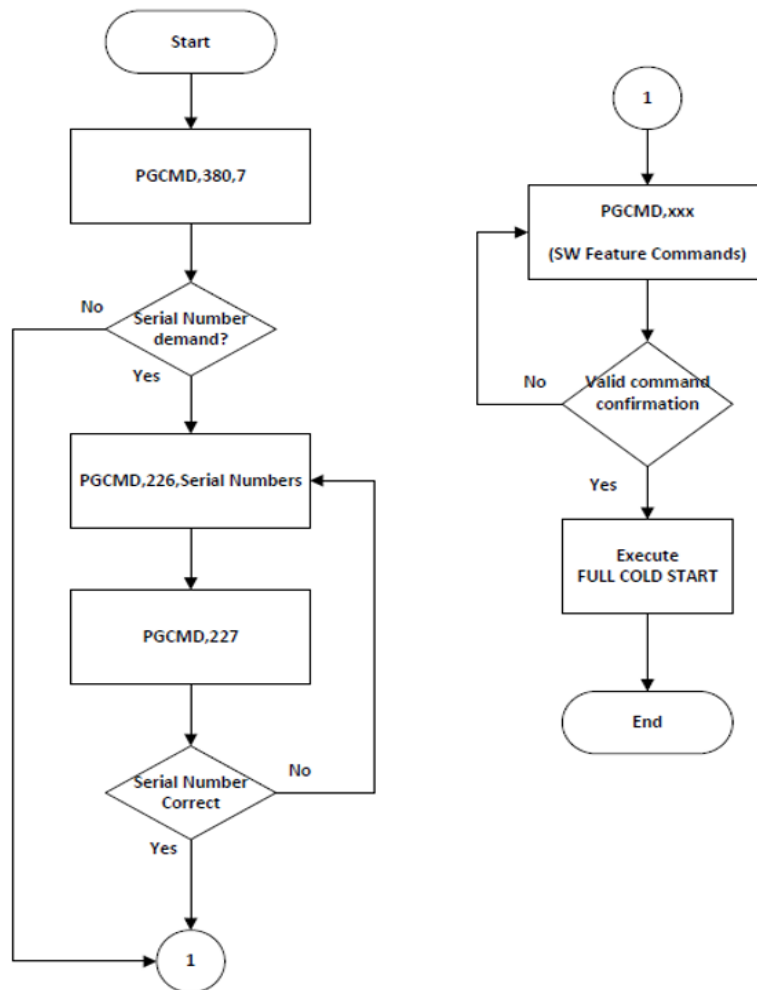 Start
PGCMD,380,7
No
Serial Number
demand?
Yes
PGCMD,226,Serial Numbers
PGCMD,227
Serial Number
Correct
No
Yes
1
1
PGCMD,xxx
(SW Feature Commands)
No
Valid command
confirmation
Yes
Execute
FULL COLD START
End